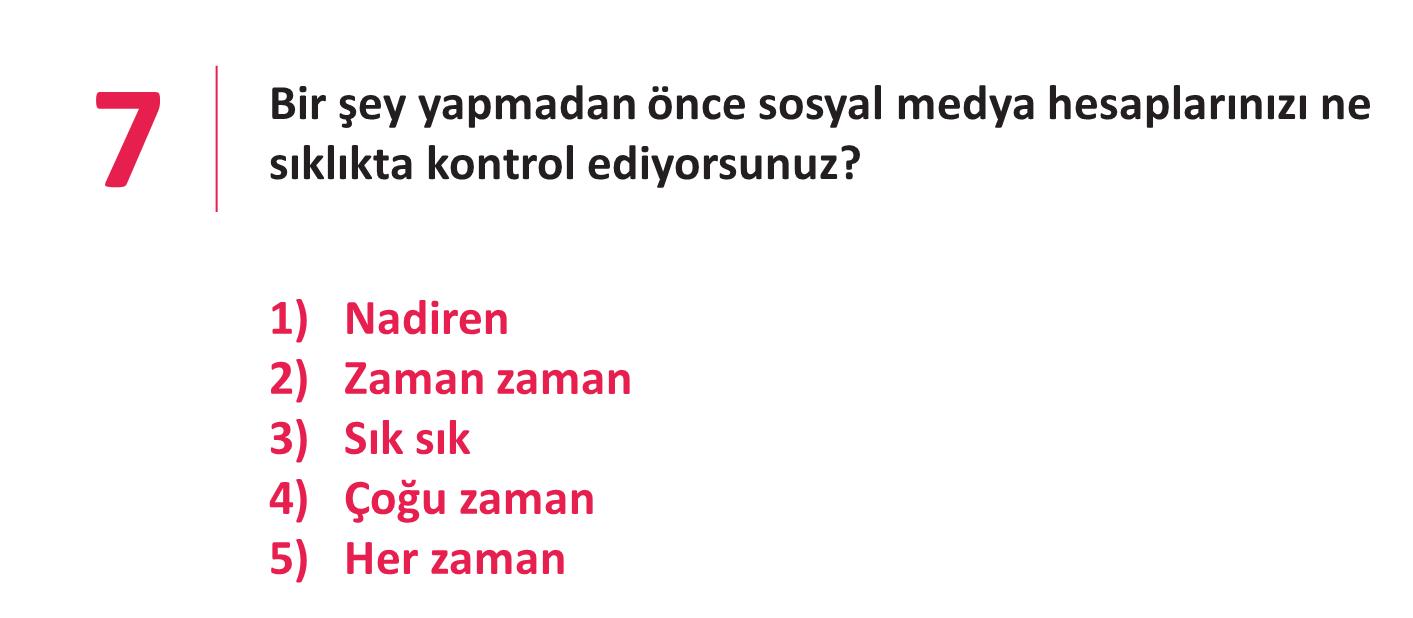 7
Bir şey yapmadan önce sosyal medya hesaplarınızı ne
sıklıkta kontrol ediyorsunuz?
1) Nadiren
2) Zaman zaman
3) Sık sık
4) Çoğu zaman
5) Her zaman